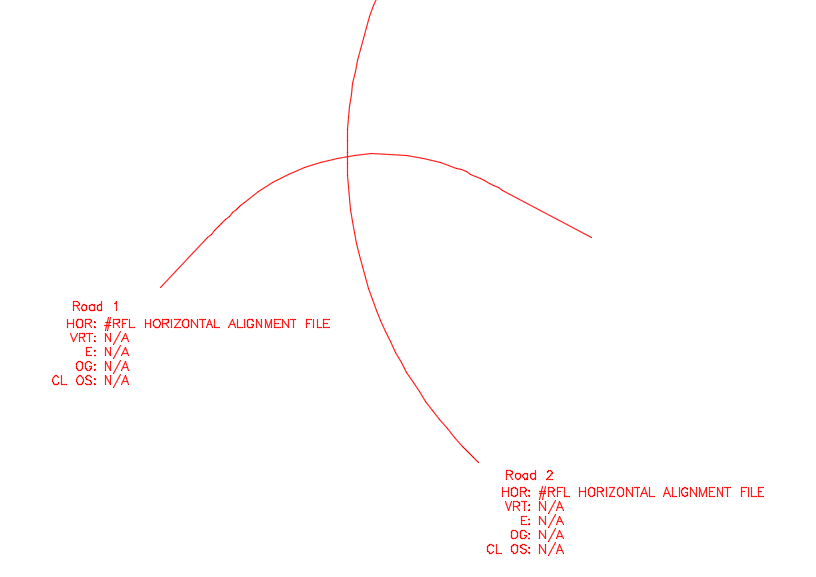 Road 1
HOR: #RFL HORIZONTAL ALIGNMENT FILE
VRT: N/A
E: N/A
OG: N/A
CL OS: N/A
Road 2
HOR: #RFL HORIZONTAL ALIGNMENT FILE
VRT: N/A
E: N/A
OG: N/A
CL OS: N/A